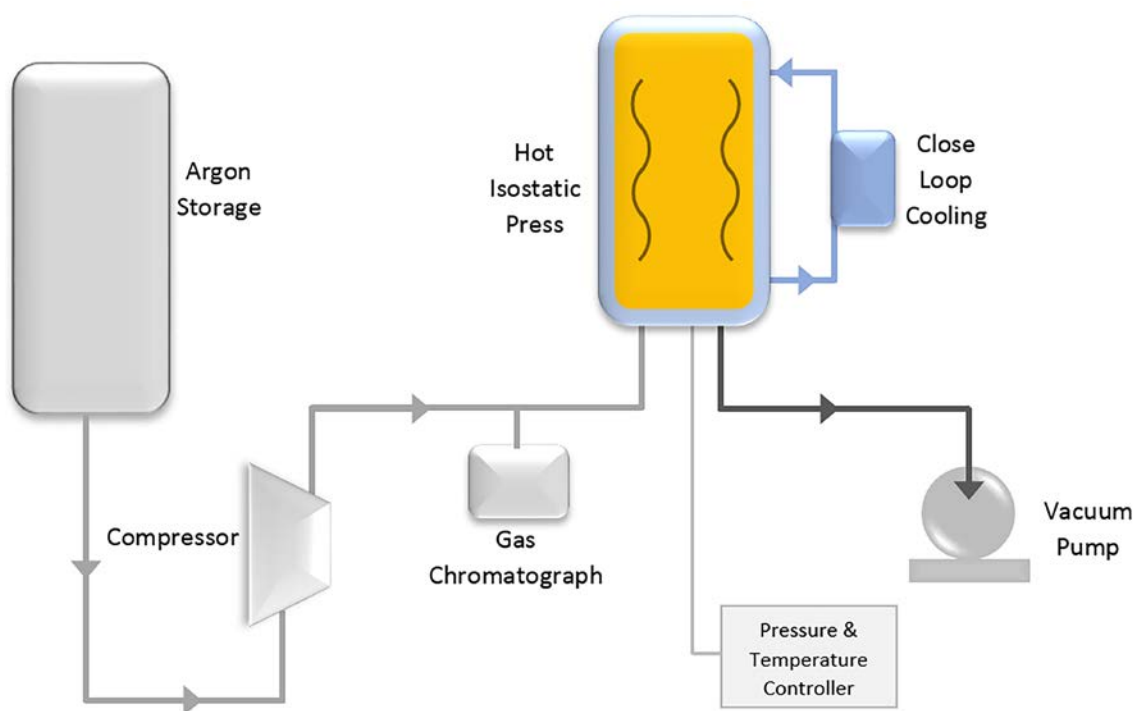 Argon
Storage
Hot
Isostatic
Press
Close
Loop
Cooling
Compressor
Gas
Chromatograph
Vacuum
Pump
Pressure &
Temperature
Controller